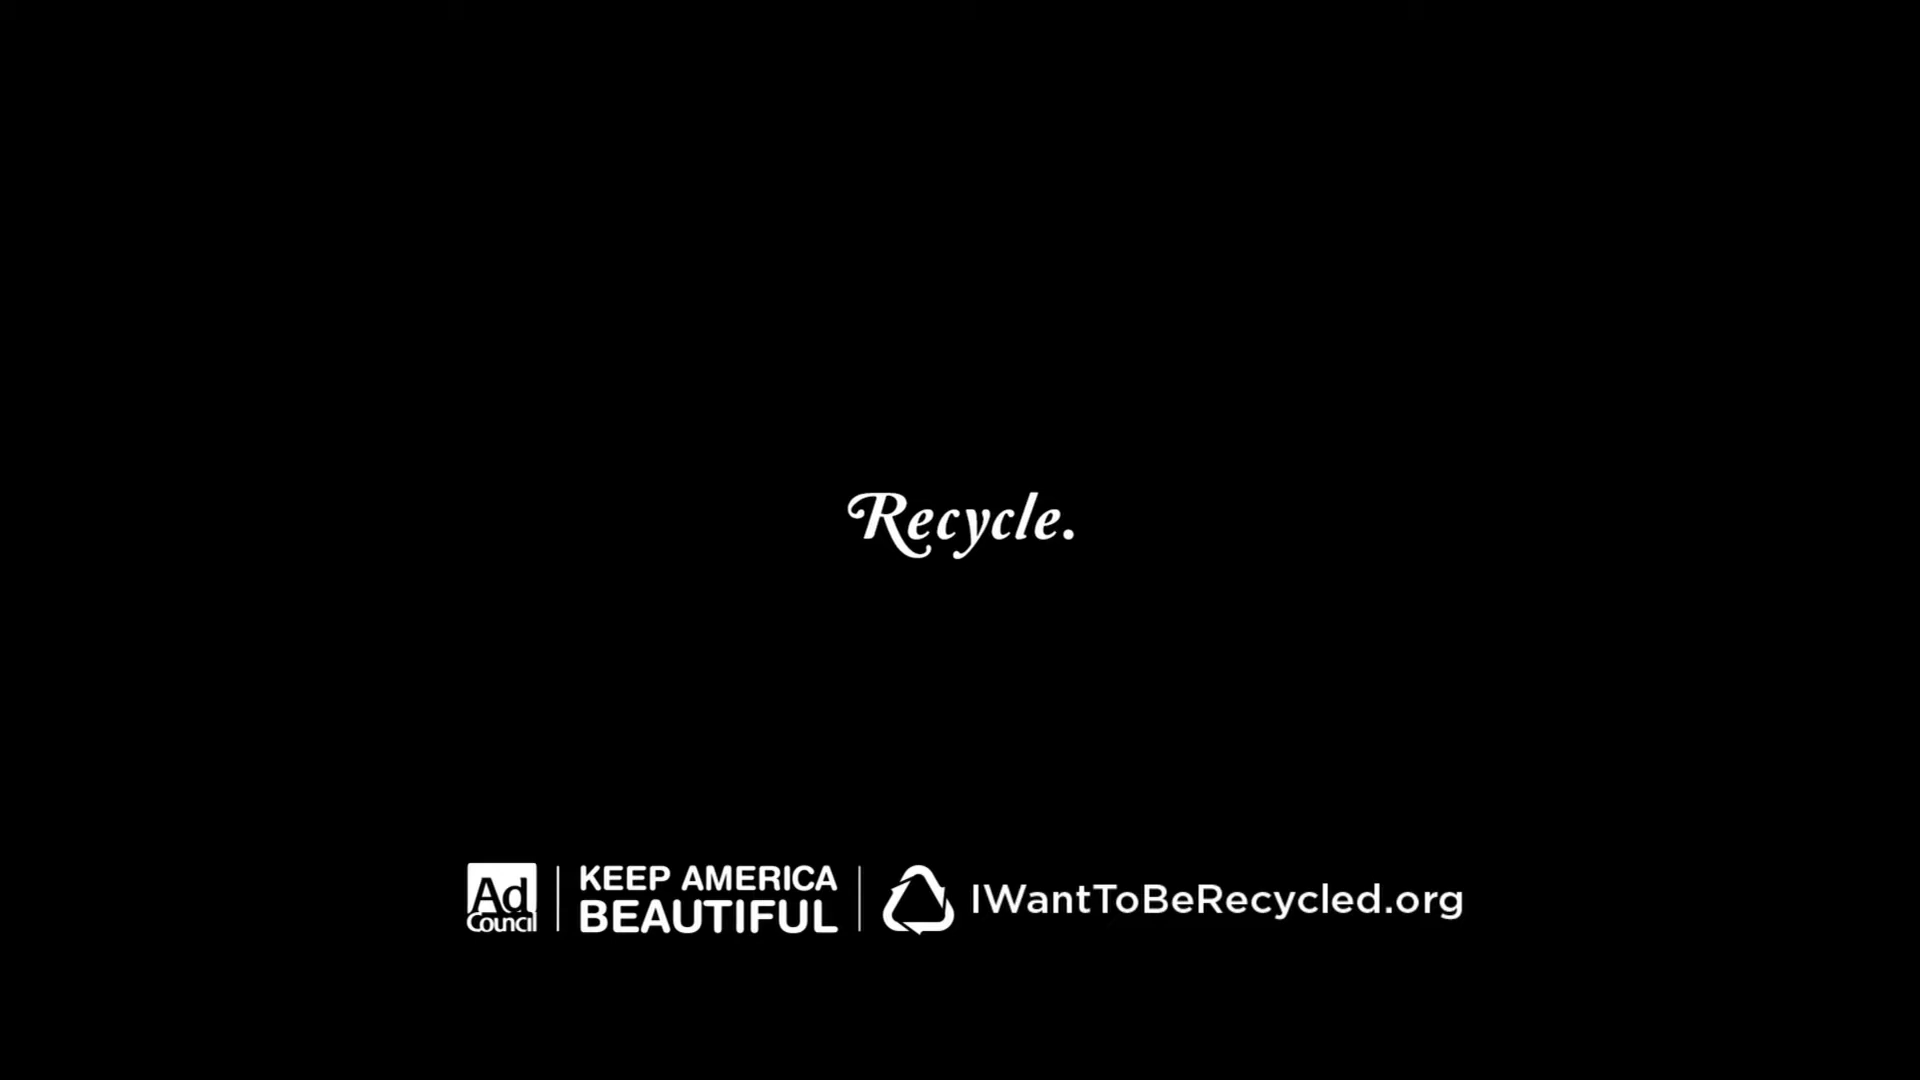 Recycle.
Ad Council
KEEP AMERICA
BEAUTIFUL
IWantToBeRecycled.org